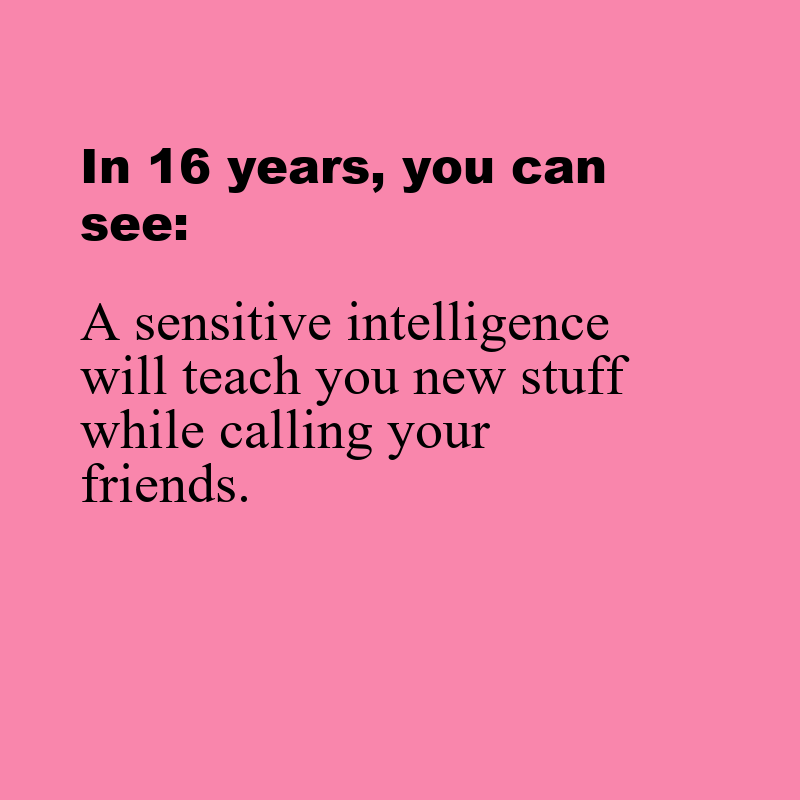 In 16 years, you can
see:
A sensitive intelligence
will teach you new stuff
while calling your
friends.